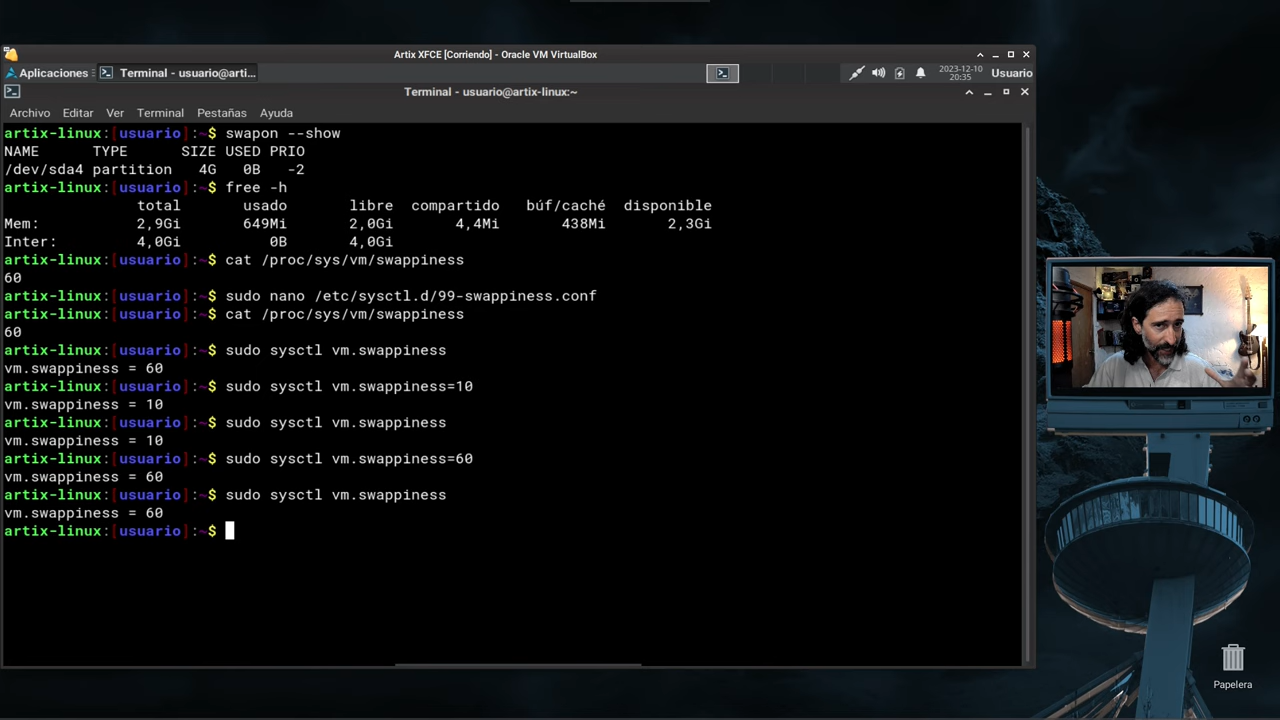 Artix XFCE [Corriendo] - Oracle VM VirtualBox
Aplicaciones
Terminal - usuario@arti...
2023-12-10
20:35
Usuario
Terminal - usuario@artix-linux:~
Archivo Editar Ver Terminal Pestañas Ayuda
artix-linux:[usuario]:~$ swapon --show
NAME TYPE SIZE USED PRIO
/dev/sda4 partition 4G 0B -2
artix-linux:[usuario]:~$ free -h
total usado libre compartido búf/caché disponible
Mem: 2,9Gi 649Mi 2,0Gi 4,4Mi 438Mi 2,3Gi
Inter: 4,0Gi 0B 4,0Gi
artix-linux:[usuario]:~$ cat /proc/sys/vm/swappiness
60
artix-linux:[usuario]:~$ sudo nano /etc/sysctl.d/99-swappiness.conf
artix-linux:[usuario]:~$ cat /proc/sys/vm/swappiness
60
artix-linux:[usuario]:~$ sudo sysctl vm.swappiness
vm.swappiness = 60
artix-linux:[usuario]:~$ sudo sysctl vm.swappiness=10
vm.swappiness = 10
artix-linux:[usuario]:~$ sudo sysctl vm.swappiness
vm.swappiness = 10
artix-linux:[usuario]:~$ sudo sysctl vm.swappiness=60
vm.swappiness = 60
artix-linux:[usuario]:~$ sudo sysctl vm.swappiness
vm.swappiness = 60
artix-linux:[usuario]:~$
Papelera